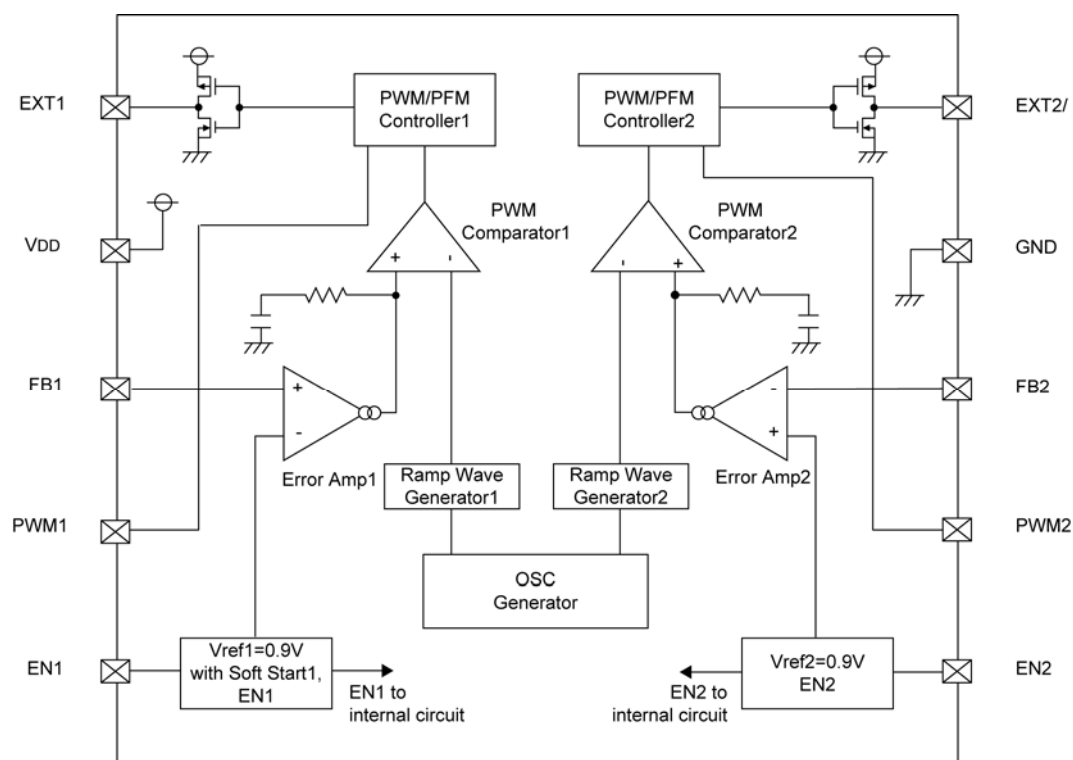 EXT1
PWM/PFM
Controller1
PWM/PFM
Controller2
EXT2/
VDD
PWM
Comparator1
PWM
Comparator2
GND
+
-
-
+
FB1
+
-
Error Amp1
-
+
Error Amp2
FB2
Ramp Wave
Generator1
Ramp Wave
Generator2
PWM1
PWM2
OSC
Generator
EN1
Vref1=0.9V
with Soft Start1,
EN1
EN1 to
internal circuit
EN2 to
internal circuit
Vref2=0.9V
EN2
EN2